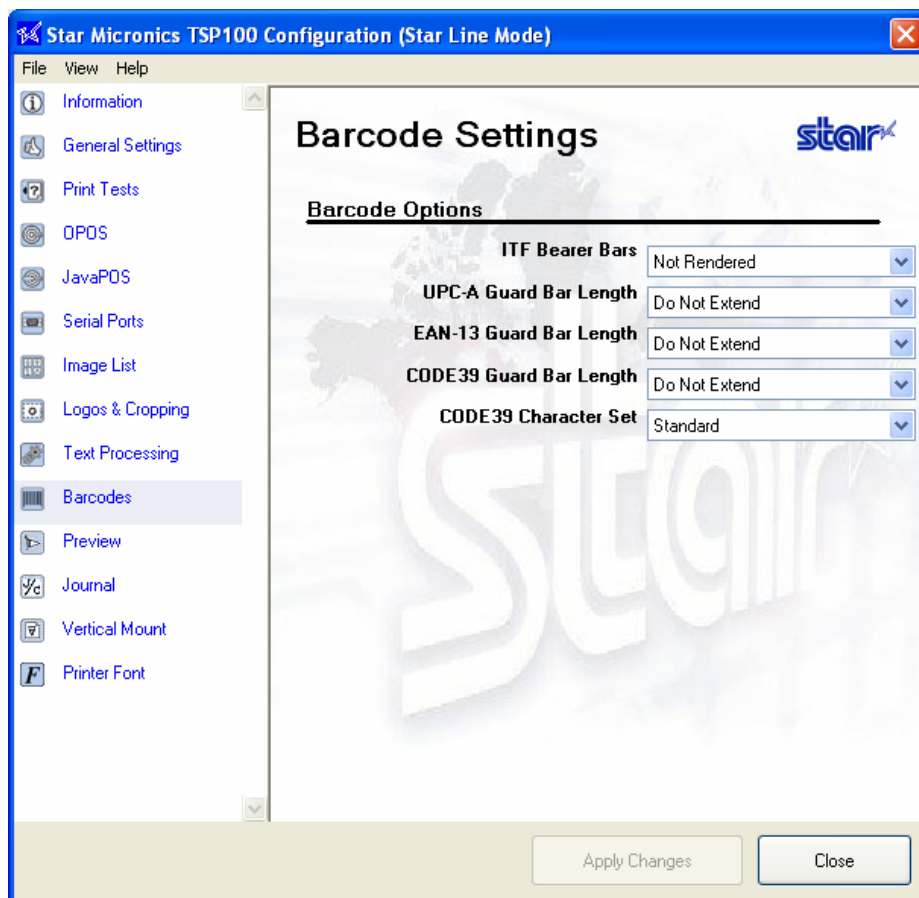 Star Micronics TSP100 Configuration (Star Line Mode)
File View Help
Information
General Settings
Print Tests
OPOS
JavaPOS
Serial Ports
Image List
Logos & Cropping
Text Processing
Barcodes
Preview
Journal
Vertical Mount
Printer Font
Barcode Settings
star
Barcode Options
ITF Bearer Bars Not Rendered
UPC-A Guard Bar Length Do Not Extend
EAN-13 Guard Bar Length Do Not Extend
CODE39 Guard Bar Length Do Not Extend
CODE39 Character Set Standard
star
Apply Changes Close